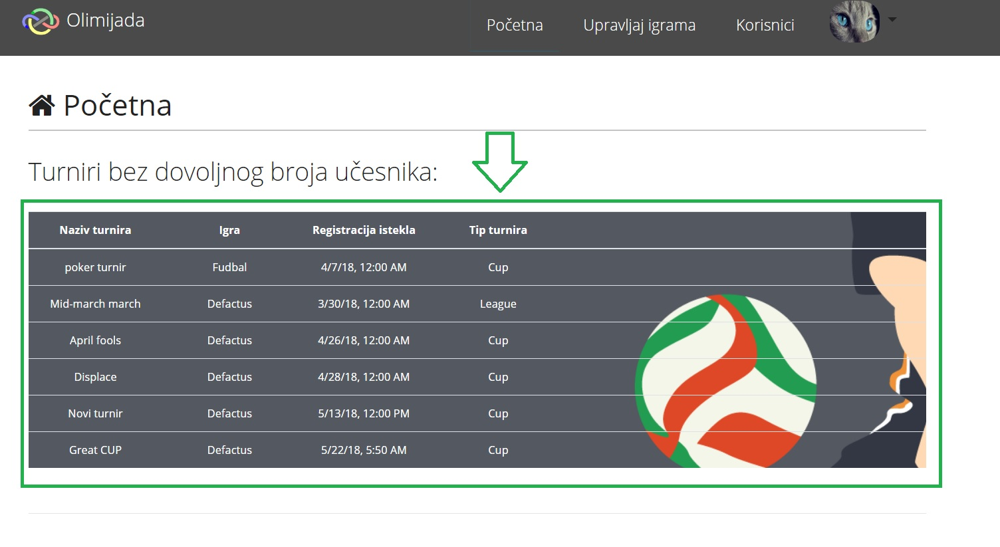 Olimijada
Početna Upravljaj igrama Korisnici
Početna
Turniri bez dovoljnog broja učesnika:
Naziv turnira Igra Registracija istekla Tip turnira
poker turnir Fudbal 4/7/18, 12:00 AM Cup
Mid-march march Defactus 3/30/18, 12:00 AM League
April fools Defactus 4/26/18, 12:00 AM Cup
Displace Defactus 4/28/18, 12:00 AM Cup
Novi turnir Defactus 5/13/18, 12:00 PM Cup
Great CUP Defactus 5/22/18, 5:50 AM Cup